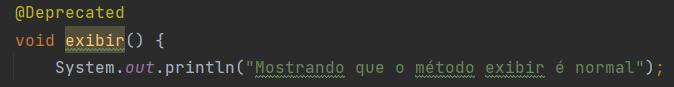 @Deprecated
void exibir() {
System.out.println("Mostrando que o método exibir é normal");